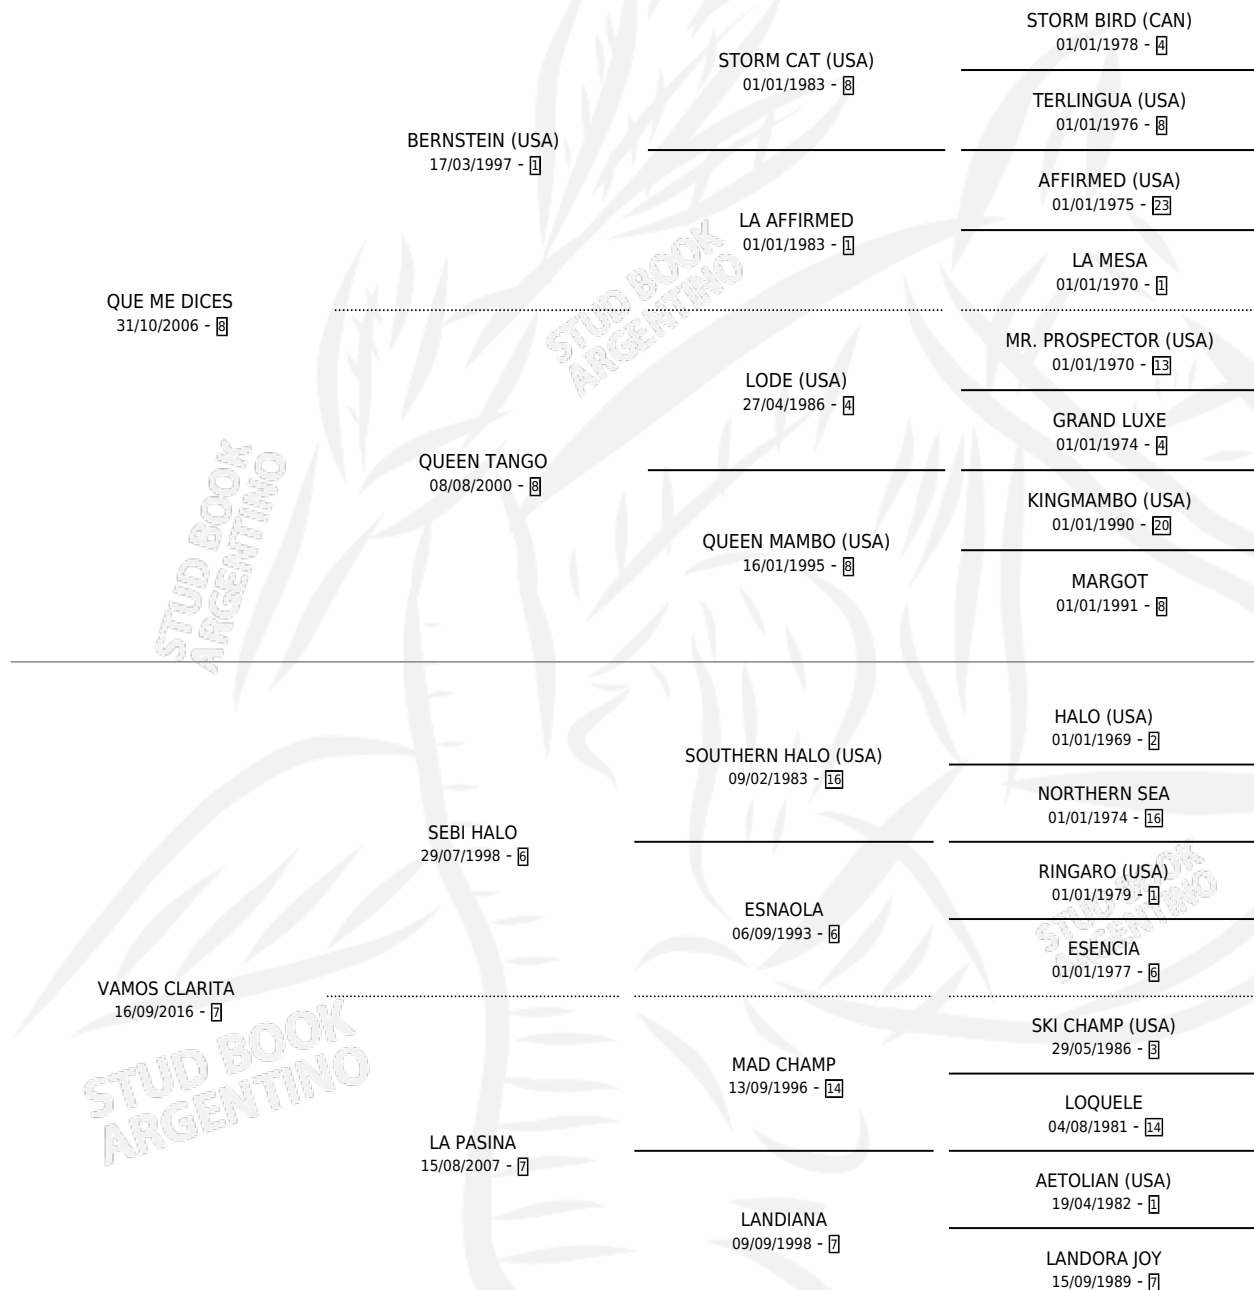 STORM BIRD (CAN)
01/01/1978 - 4
STORM CAT (USA)
01/01/1983 - 8
TERLINGUA (USA)
01/01/1976 - 8
BERNSTEIN (USA)
17/03/1997 - 1
AFFIRMED (USA)
01/01/1975 - 23
LA AFFIRMED
01/01/1983 - 1
LA MESA
01/01/1970 - 1
QUE ME DICES
31/10/2006 - 8
MR. PROSPECTOR (USA)
01/01/1970 - 13
LODE (USA)
27/04/1986 - 4
GRAND LUXE
01/01/1974 - 4
QUEEN TANGO
08/08/2000 - 8
KINGMAMBO (USA)
01/01/1990 - 20
QUEEN MAMBO (USA)
16/01/1995 - 8
MARGOT
01/01/1991 - 8
HALO (USA)
01/01/1969 - 2
SOUTHERN HALO (USA)
09/02/1983 - 16
NORTHERN SEA
01/01/1974 - 16
SEBI HALO
29/07/1998 - 6
RINGARO (USA)
01/01/1979 - 1
ESNAOLA
06/09/1993 - 6
ESENCIA
01/01/1977 - 6
VAMOS CLARITA
16/09/2016 - 7
SKI CHAMP (USA)
29/05/1986 - 3
MAD CHAMP
13/09/1996 - 14
LOQUELE
04/08/1981 - 14
LA PASINA
15/08/2007 - 7
AETOLIAN (USA)
19/04/1982 - 1
LANDIANA
09/09/1998 - 7
LANDORA JOY
15/09/1989 - 7
STUD BOOK
ARGENTINO
STUD BOOK
ARGENTINO
STUD BOOK
ARGENTINO
STUD BOOK
ARGENTINO